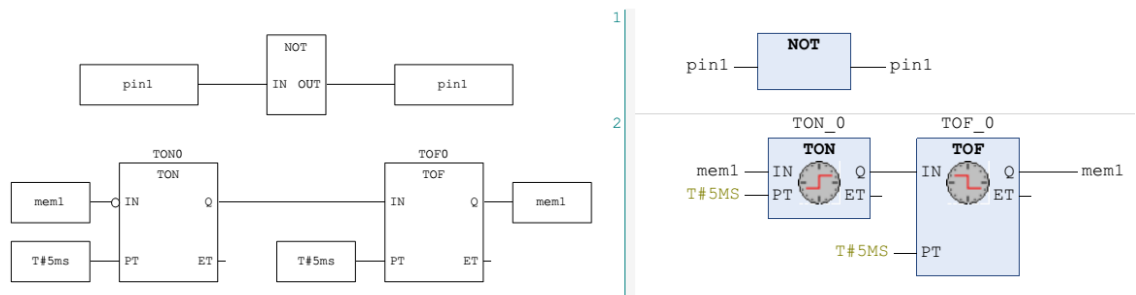 NOT
pin1
IN OUT
pin1
TON0
TON
TOF0
TOF
mem1
IN
Q
IN
Q
mem1
T#5ms
PT
ET
T#5ms
PT
ET
1
NOT
pin1
pin1
2
TON_0
TOF_0
TON
TOF
mem1
IN
Q
IN
Q
mem1
T#5MS
PT
ET
ET
T#5MS
PT